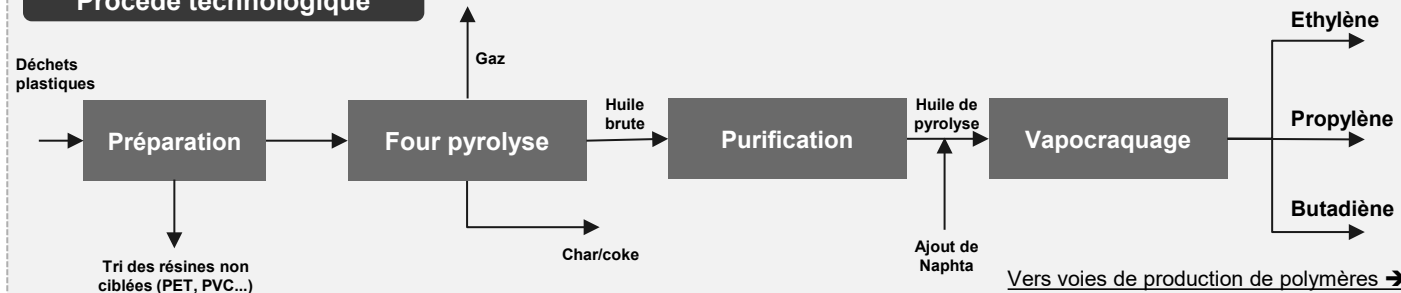 Procédé technologique
Déchets
plastiques
Préparation
Tri des résines non
ciblées (PET, PVC...)
Gaz
Four pyrolyse
Char/coke
Huile
brute
Purification
Huile de
pyrolyse
Ajout de
Naphta
Vapocraquage
Ethylène
Propylène
Butadiène
Vers voies de production de polymères ➔